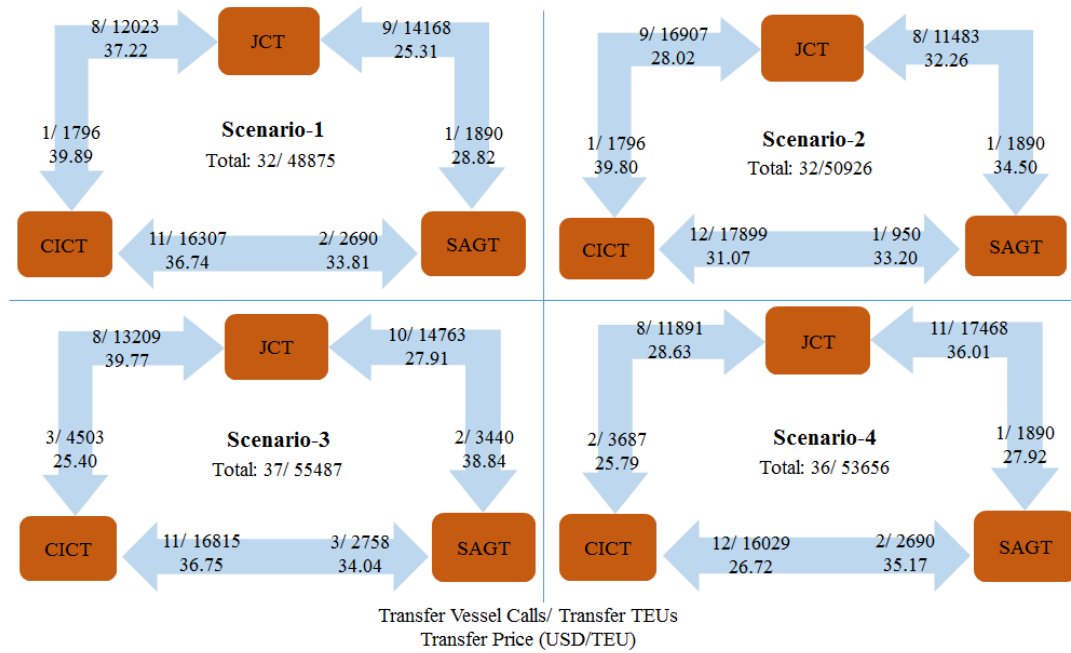 8/ 12023
37.22
JCT
9/ 14168
25.31
1/ 1796
39.89
Scenario-1
Total: 32/ 48875
1/ 1890
28.82
CICT
11/ 16307
36.74
2/ 2690
33.81
SAGT
9/ 16907
28.02
JCT
8/ 11483
32.26
1/ 1796
39.80
Scenario-2
Total: 32/50926
1/ 1890
34.50
CICT
12/ 17899
31.07
1/ 950
33.20
SAGT
8/ 13209
39.77
JCT
10/ 14763
27.91
3/ 4503
25.40
Scenario-3
Total: 37/ 55487
2/ 3440
38.84
CICT
11/ 16815
36.75
3/ 2758
34.04
SAGT
8/ 11891
28.63
JCT
11/ 17468
36.01
2/ 3687
25.79
Scenario-4
Total: 36/ 53656
1/ 1890
27.92
CICT
12/ 16029
26.72
2/ 2690
35.17
SAGT
Transfer Vessel Calls/ Transfer TEUs
Transfer Price (USD/TEU)